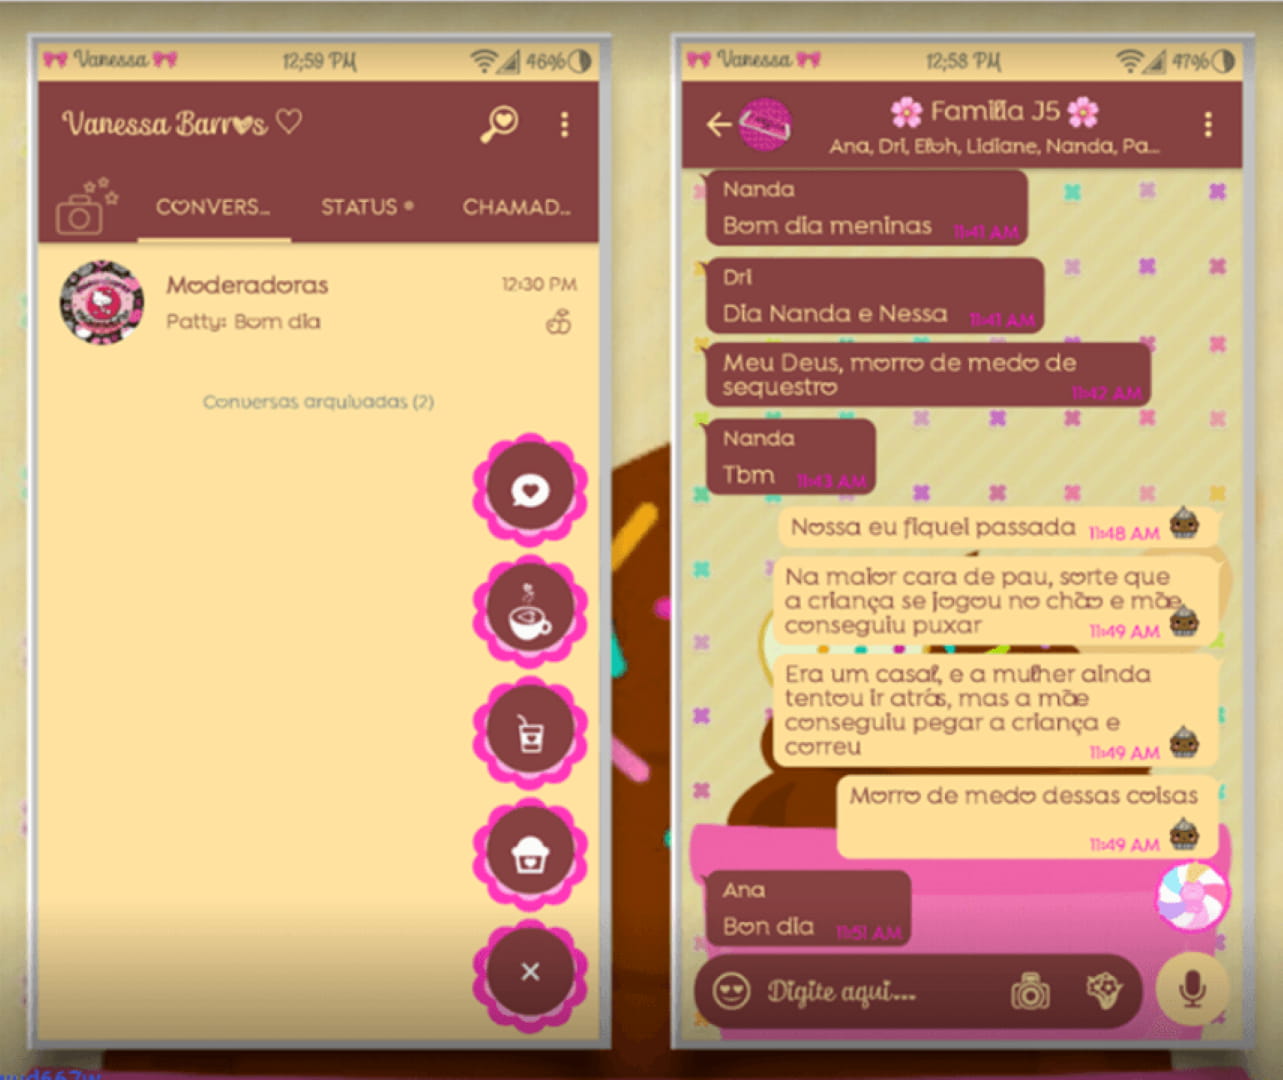 Vanessa
12:59 PM
46%
Vanessa Barros
CONVERS...
STATUS
CHAMAD...
Moderadoras
12:30 PM
Patty: Bom dia
Conversas arquivadas (2)
Vanessa
12:58 PM
47%
Familia J5
Ana, Dri, Eloh, Lidiane, Nanda, Pa...
Nanda
Bom dia meninas 11:41 AM
Dri
Dia Nanda e Nessa 11:41 AM
Meu Deus, morro de medo de
sequestro 11:42 AM
Nanda
Tbm 11:43 AM
Nossa eu fiquei passada 11:48 AM
Na maior cara de pau, sorte que
a criança se jogou no chão e mãe
conseguiu puxar 11:49 AM
Era um casal, e a mulher ainda
tentou ir atrás, mas a mãe
conseguiu pegar a criança e
correu 11:49 AM
Morro de medo dessas coisas
11:49 AM
Ana
Bon dia 11:51 AM
Digite aqui...